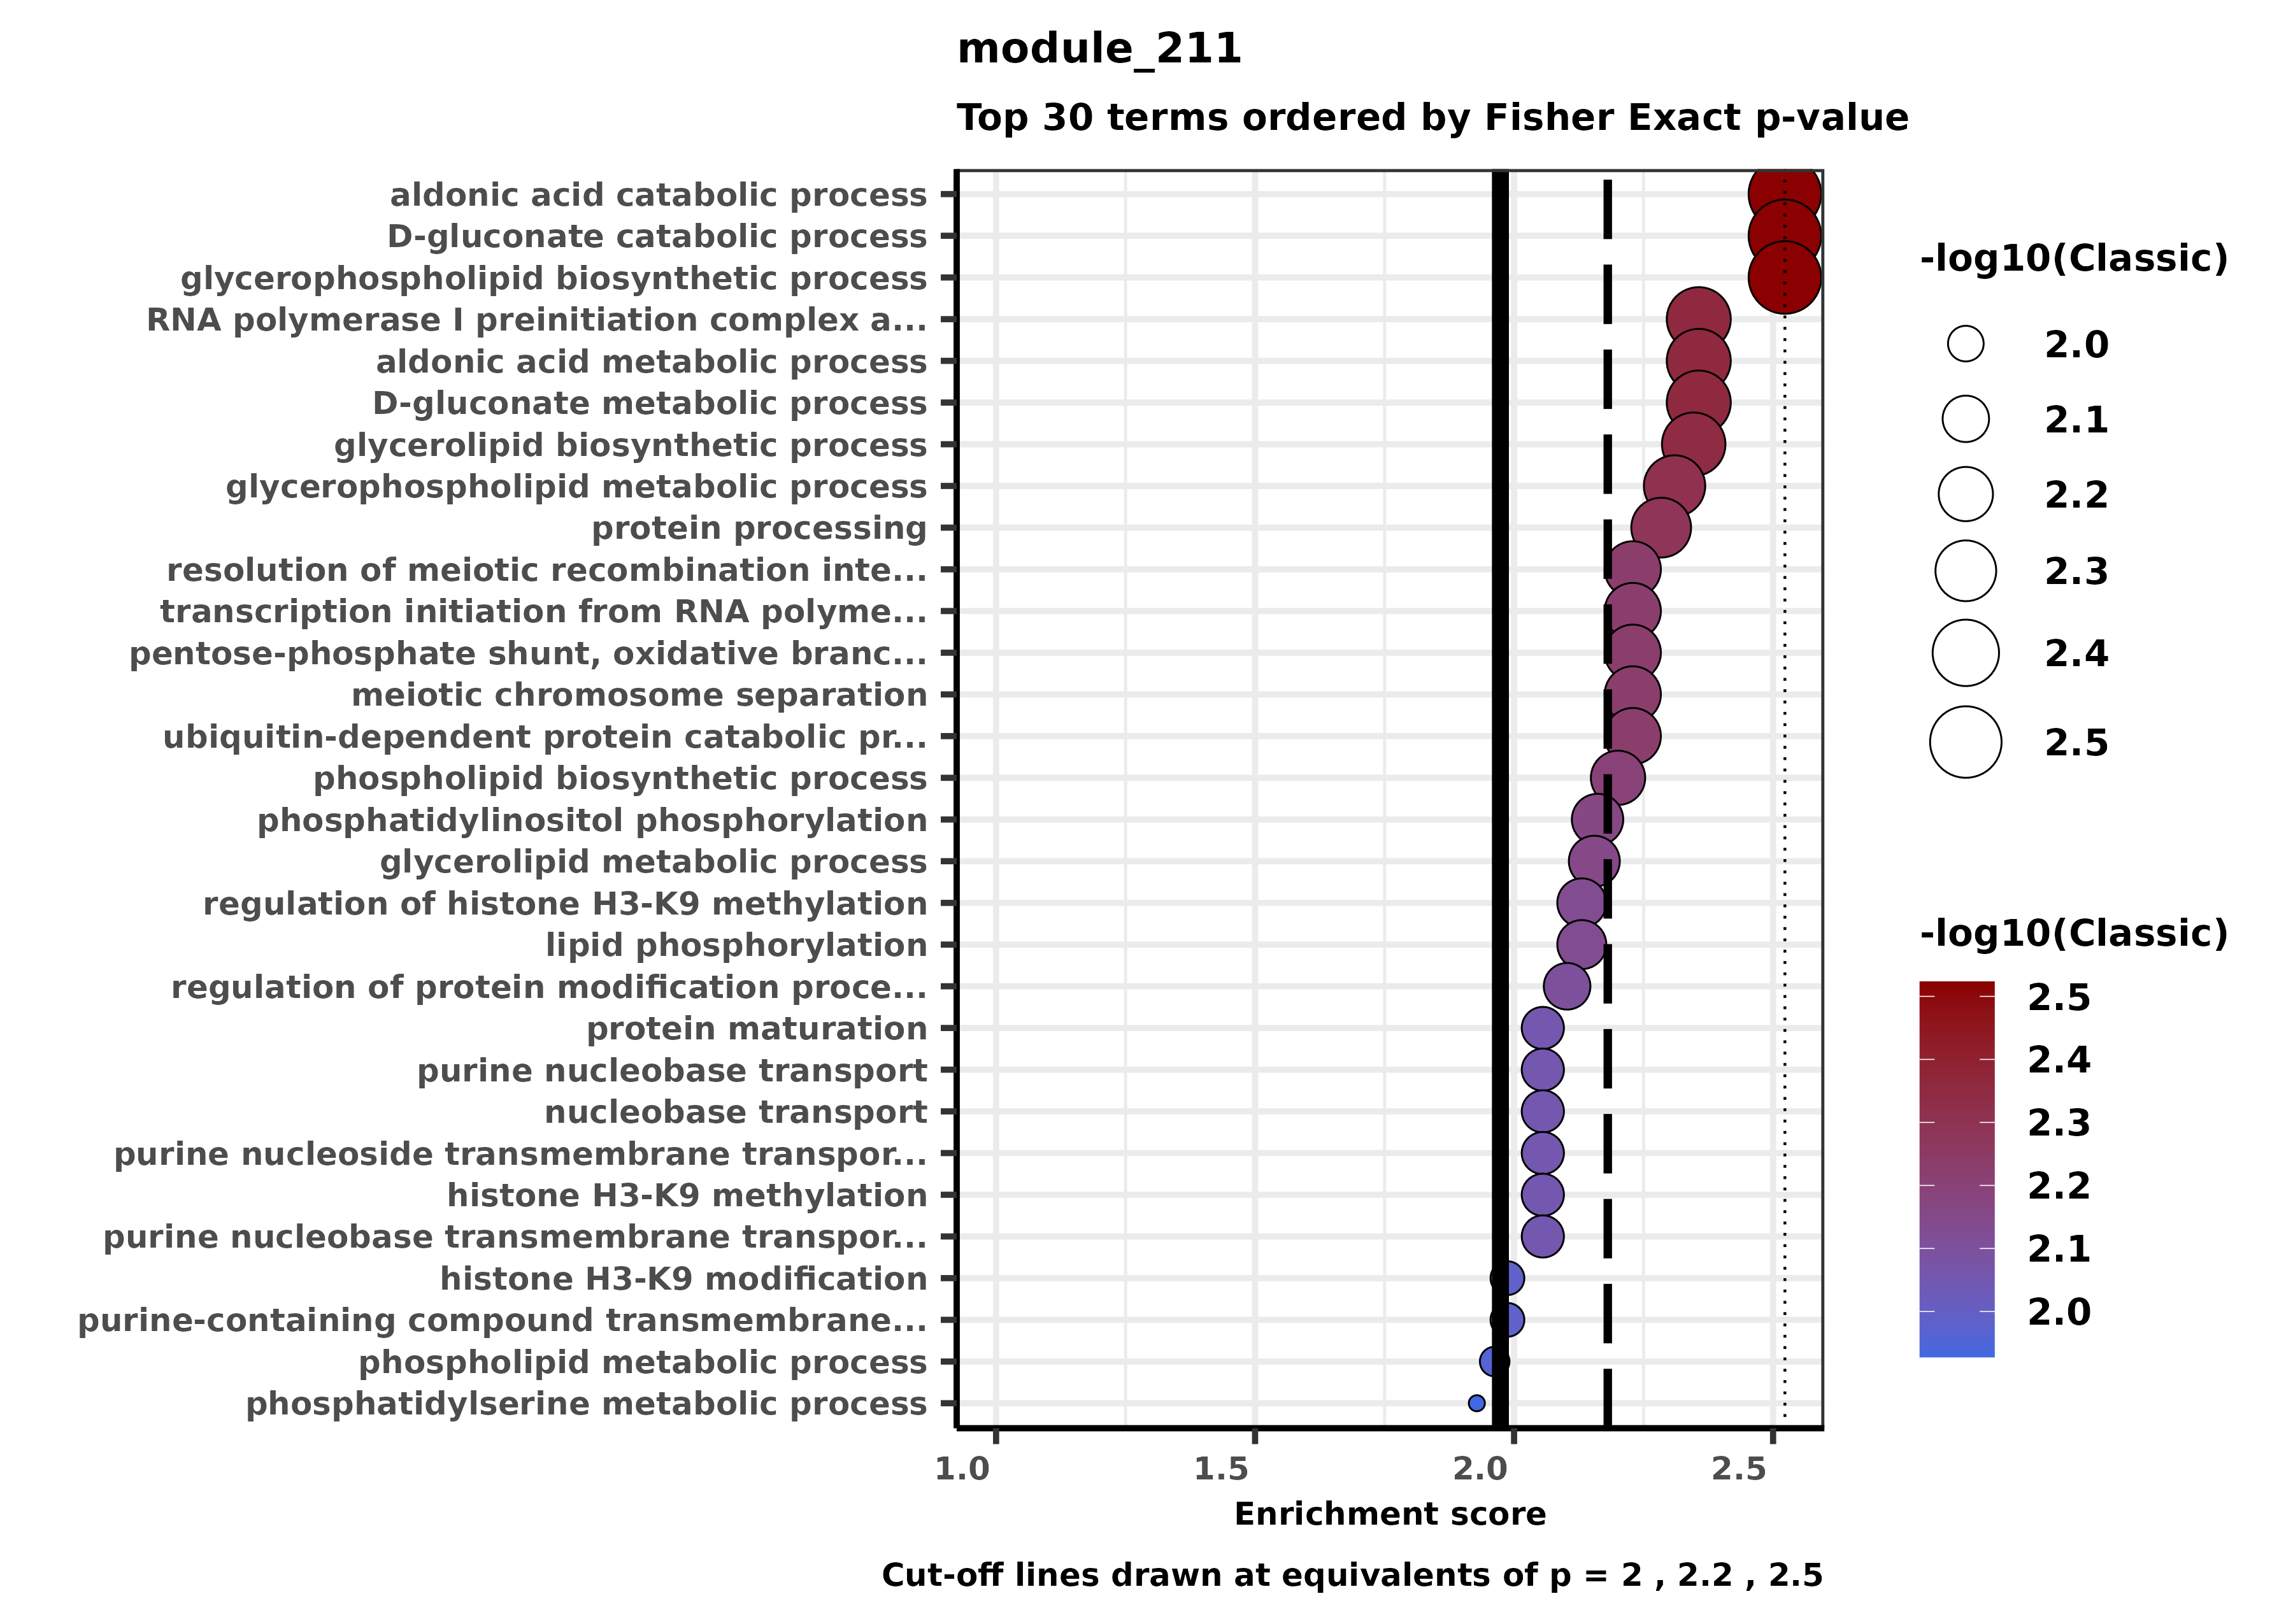 module_211
Top 30 terms ordered by Fisher Exact p-value
aldonic acid catabolic process
D-gluconate catabolic process
glycerophospholipid biosynthetic process
RNA polymerase I preinitiation complex a...
aldonic acid metabolic process
D-gluconate metabolic process
glycerolipid biosynthetic process
glycerophospholipid metabolic process
protein processing
resolution of meiotic recombination inte...
transcription initiation from RNA polyme...
pentose-phosphate shunt, oxidative branc...
meiotic chromosome separation
ubiquitin-dependent protein catabolic pr...
phospholipid biosynthetic process
phosphatidylinositol phosphorylation
glycerolipid metabolic process
regulation of histone H3-K9 methylation
lipid phosphorylation
regulation of protein modification proce...
protein maturation
purine nucleobase transport
nucleobase transport
purine nucleoside transmembrane transpor...
histone H3-K9 methylation
purine nucleobase transmembrane transpor...
histone H3-K9 modification
purine-containing compound transmembrane...
phospholipid metabolic process
phosphatidylserine metabolic process
1.0 1.5 2.0 2.5
Enrichment score
Cut-off lines drawn at equivalents of p = 2 , 2.2 , 2.5
-log10(Classic)
2.0
2.1
2.2
2.3
2.4
2.5
-log10(Classic)
2.5
2.4
2.3
2.2
2.1
2.0